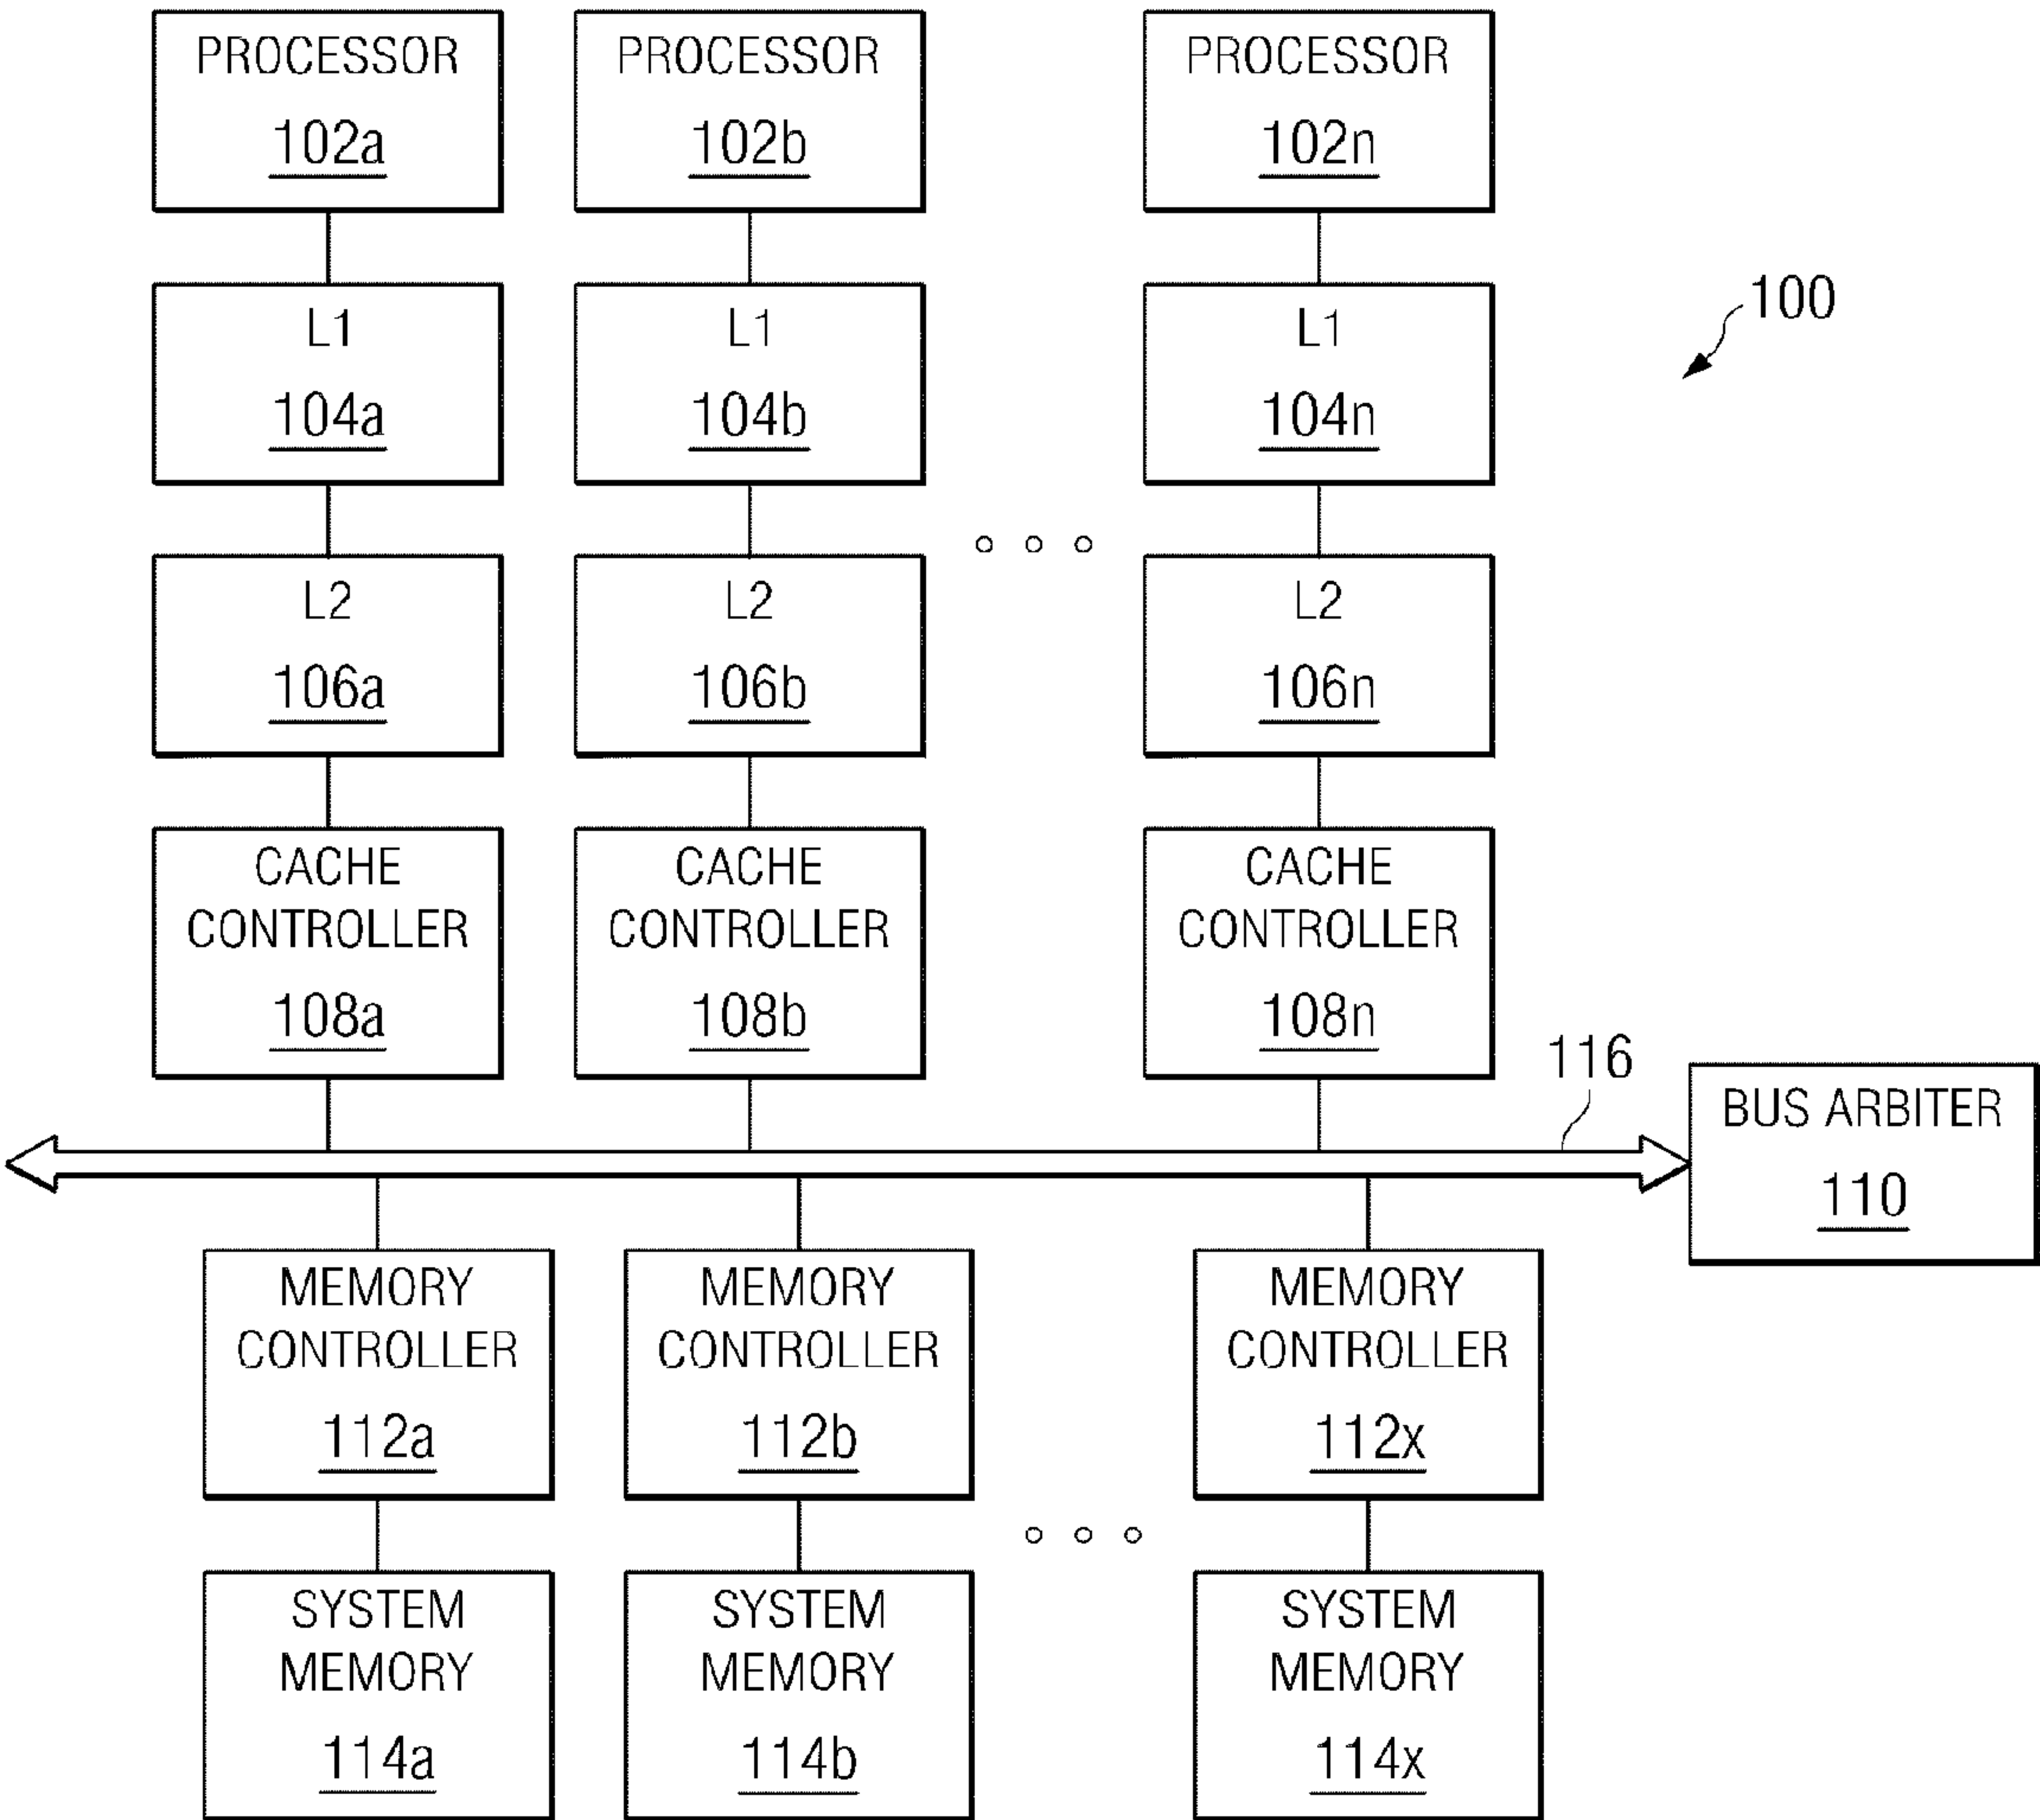 PROCESSOR
102a
PROCESSOR
102b
PROCESSOR
102n
L1
104a
L1
104b
L1
104n
100
L2
106a
L2
106b
L2
106n
CACHE
CONTROLLER
108a
CACHE
CONTROLLER
108b
CACHE
CONTROLLER
108n
116
BUS ARBITER
110
MEMORY
CONTROLLER
112a
MEMORY
CONTROLLER
112b
MEMORY
CONTROLLER
112x
SYSTEM
MEMORY
114a
SYSTEM
MEMORY
114b
SYSTEM
MEMORY
114x